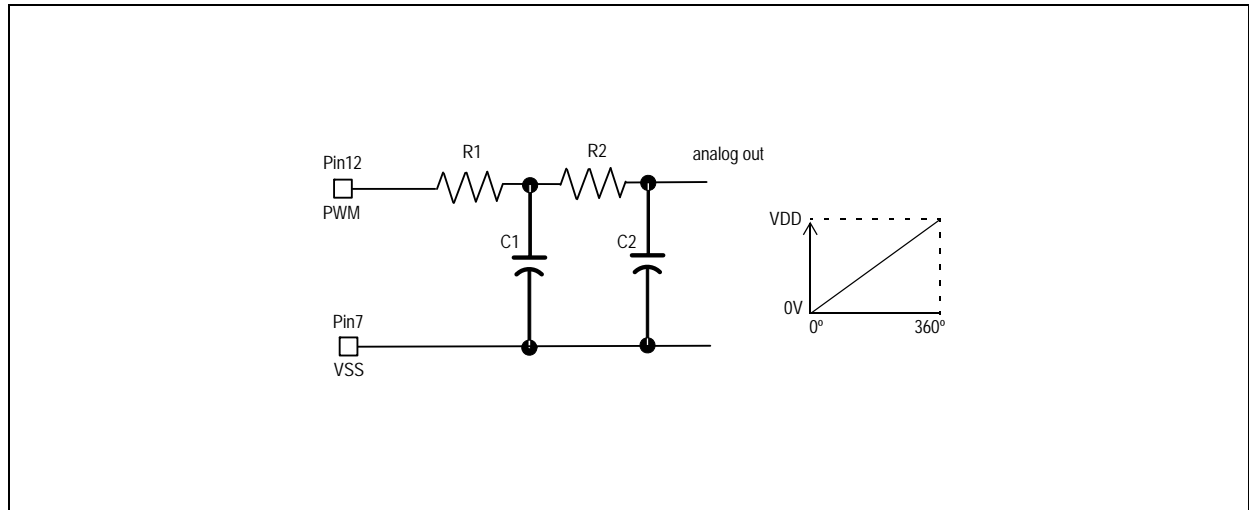 R1
R2
analog out
Pin12
PWM
C1
C2
VDD
0V
0º
360º
Pin7
VSS